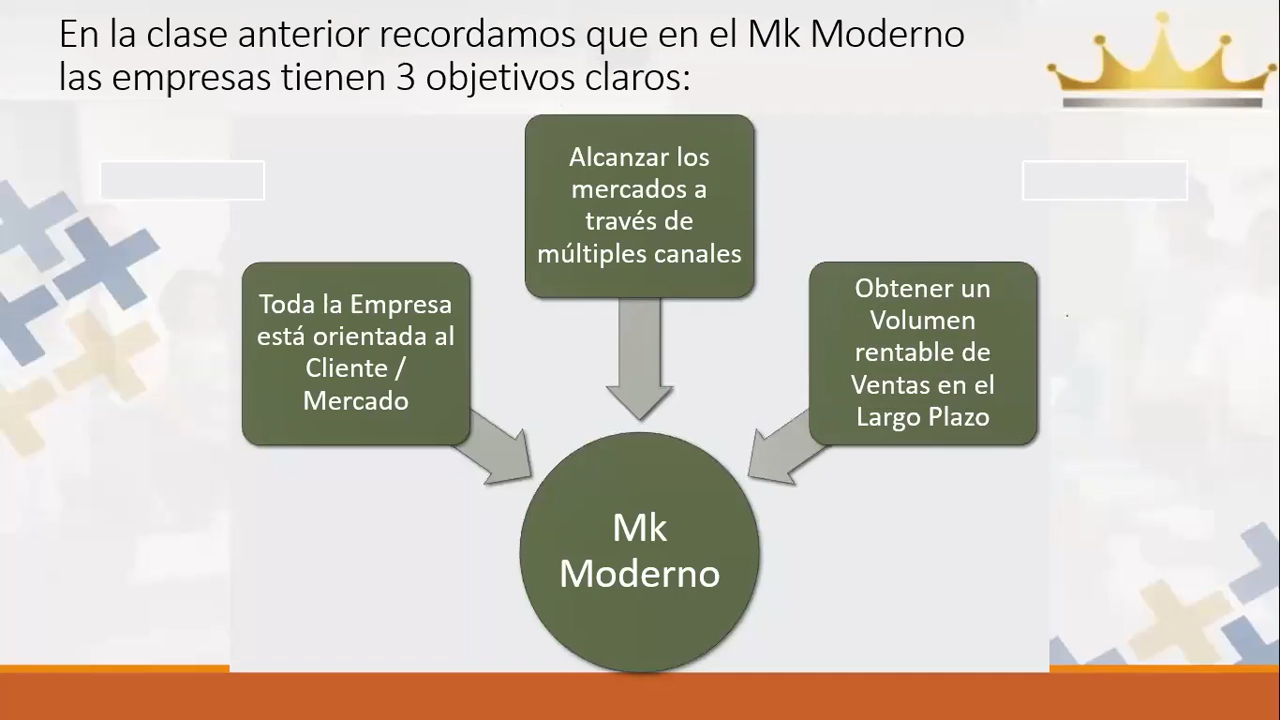 En la clase anterior recordamos que en el Mk Moderno
las empresas tienen 3 objetivos claros:
Toda la Empresa
está orientada al
Cliente /
Mercado
Alcanzar los
mercados a
través de
múltiples canales
Obtener un
Volumen
rentable de
Ventas en el
Largo Plazo
Mk
Moderno